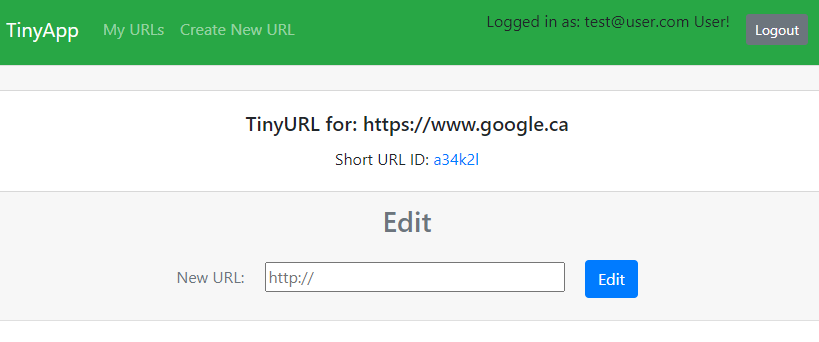 TinyApp My URLs Create New URL Logged in as: test@user.com User! Logout
TinyURL for: https://www.google.ca
Short URL ID: a34k2l
Edit
New URL: http:// Edit